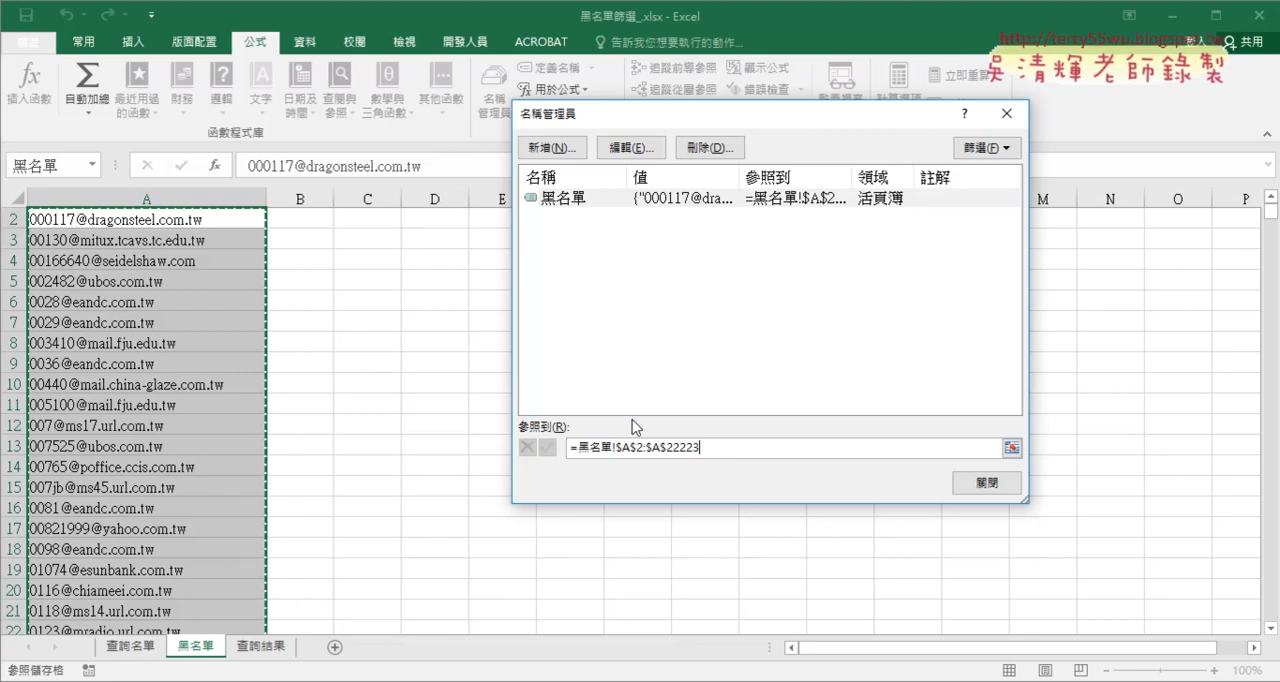 黑名單篩選_.xlsx - Excel
常用 插入 版面配置 公式 資料 校閱 檢視 開發人員 ACROBAT 告訴我您想要執行的動作... 共用
http://terry55wu.blogspot.tw
吳清輝老師錄製
插入函數 自動加總 最近用過的函數 財務 邏輯 文字 日期及時間 查閱與參照 數學與三角函數 其他函數 名稱管理員
定義名稱 用於公式
追蹤前導參照 顯示公式
追蹤從屬參照 錯誤檢查
函數程式庫
黑名單 fx 000117@dragonsteel.com.tw
名稱管理員 ?
新增(N)... 編輯(E)... 刪除(D)... 篩選(F)
名稱 值 參照到 領域 註解
黑名單 {"000117@dra... =黑名單!$A$2... 活頁簿
參照到(R):
=黑名單!$A$2:$A$22223
關閉
A B C D E M N O P
2 000117@dragonsteel.com.tw
3 00130@mitux.tcavs.tc.edu.tw
4 00166640@seidelshaw.com
5 002482@ubos.com.tw
6 0028@eandc.com.tw
7 0029@eandc.com.tw
8 003410@mail.fju.edu.tw
9 0036@eandc.com.tw
10 00440@mail.china-glaze.com.tw
11 005100@mail.fju.edu.tw
12 007@ms17.url.com.tw
13 007525@ubos.com.tw
14 00765@poffice.ccis.com.tw
15 007jb@ms45.url.com.tw
16 0081@eandc.com.tw
17 00821999@yahoo.com.tw
18 0098@eandc.com.tw
19 01074@esunbank.com.tw
20 0116@chiameei.com.tw
21 0118@ms14.url.com.tw
22 0123@mradio.url.com.tw
查詢名單 黑名單 查詢結果
參照儲存格 100%